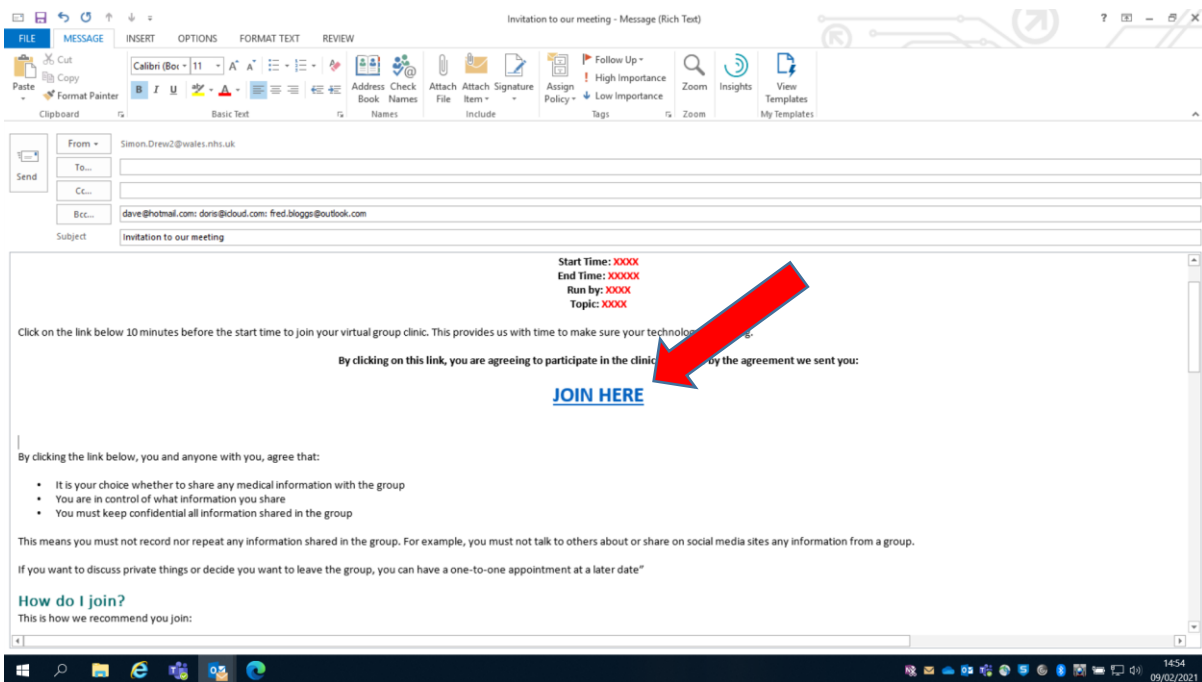 Invitation to our meeting - Message (Rich Text)
FILE MESSAGE INSERT OPTIONS FORMAT TEXT REVIEW
Paste
Cut
Copy
Format Painter
Clipboard
Calibri (Boc 11
B I U
Basic Text
Address Book
Check Names
Names
Attach File
Attach Item
Signature
Include
Assign Policy
Follow Up
High Importance
Low Importance
Tags
Zoom
Zoom
Insights
View Templates
My Templates
Send
From Simon.Drew2@wales.nhs.uk
To...
Cc...
Bcc... dave@hotmail.com: doris@icloud.com: fred.bloggs@outlook.com
Subject Invitation to our meeting
Start Time: XXXX
End Time: XXXXX
Run by: XXXX
Topic: XXXX
Click on the link below 10 minutes before the start time to join your virtual group clinic. This provides us with time to make sure your
By clicking on this link, you are agreeing to participate in the clinic by the agreement we sent you:
JOIN HERE
By clicking the link below, you and anyone with you, agree that:
• It is your choice whether to share any medical information with the group
• You are in control of what information you share
• You must keep confidential all information shared in the group
This means you must not record nor repeat any information shared in the group. For example, you must not talk to others about or share on social media sites any information from a group.
If you want to discuss private things or decide you want to leave the group, you can have a one-to-one appointment at a later date”
How do I join?
This is how we recommend you join:
14:54
09/02/2021